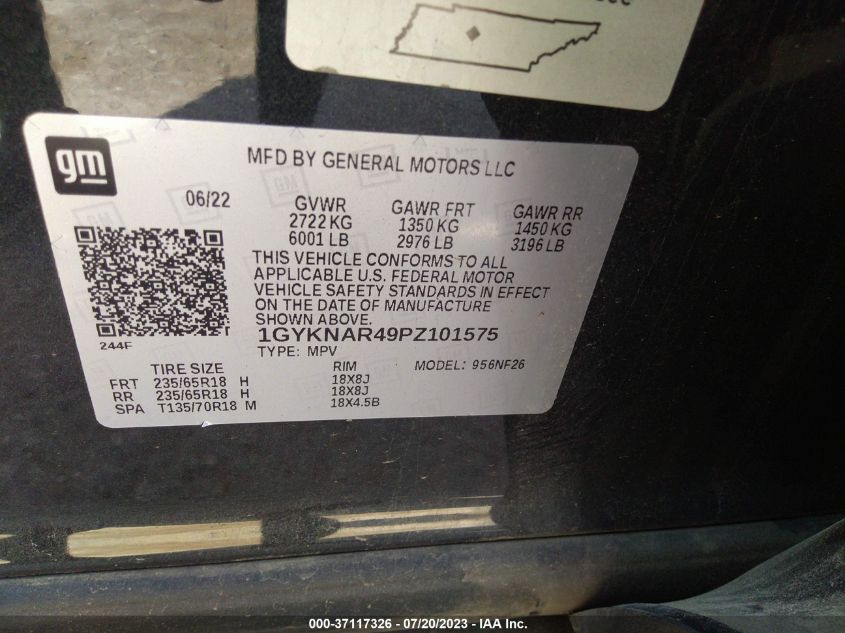 gm
MFD BY GENERAL MOTORS LLC
06/22
GVWR GAWR FRT GAWR RR
2722 KG 1350 KG 1450 KG
6001 LB 2976 LB 3196 LB
THIS VEHICLE CONFORMS TO ALL
APPLICABLE U.S. FEDERAL MOTOR
VEHICLE SAFETY STANDARDS IN EFFECT
ON THE DATE OF MANUFACTURE
SHOWN ABOVE.
244F
1GYKNAR49PZ101575
TYPE: MPV MODEL: 956NF26
TIRE SIZE RIM
FRT 235/65R18 H 18X8J
RR 235/65R18 H 18X8J
SPA T135/70R18 M 18X4.5B
000-37117326 - 07/20/2023 - IAA Inc.